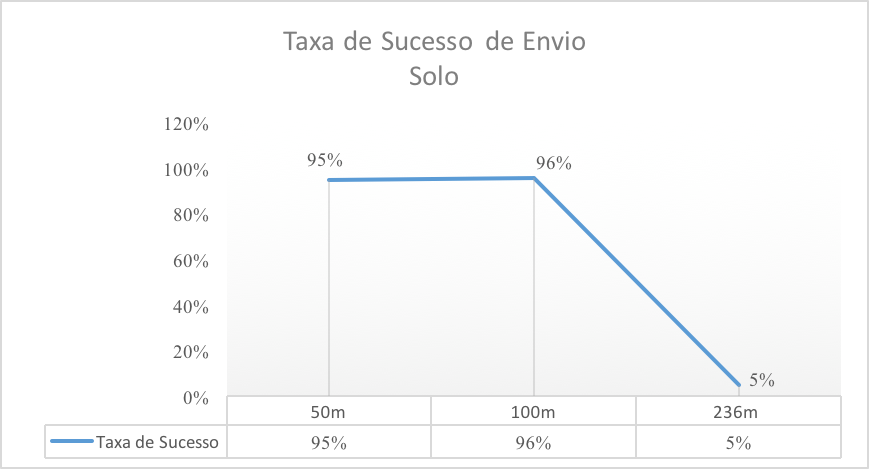 Taxa de Sucesso de Envio
Solo
120%
100%
80%
60%
40%
20%
0%
95%
96%
5%
50m 100m 236m
Taxa de Sucesso 95% 96% 5%